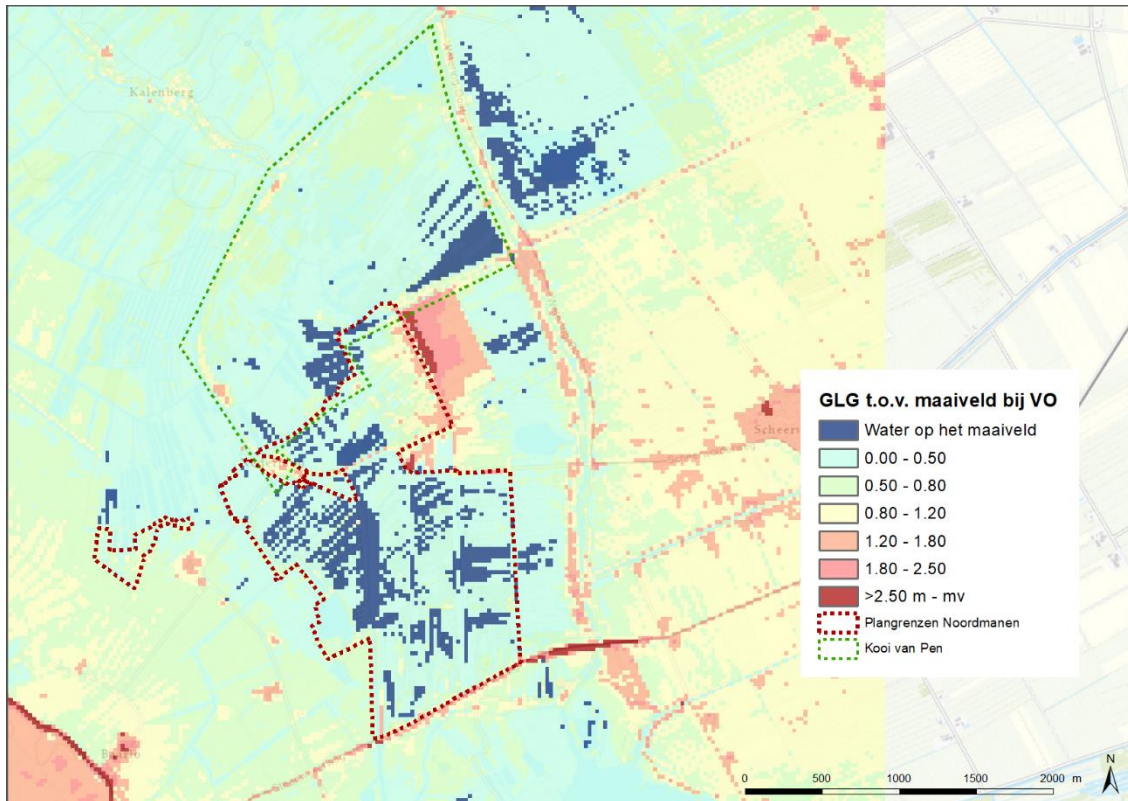 Kalenberg
GLG t.o.v. maaiveld bij VO
Water op het maaiveld
0.00 - 0.50
0.50 - 0.80
0.80 - 1.20
1.20 - 1.80
1.80 - 2.50
>2.50 m - mv
Plangrenzen Noordmanen
Kooi van Pen
N
0 500 1000 1500 2000 m